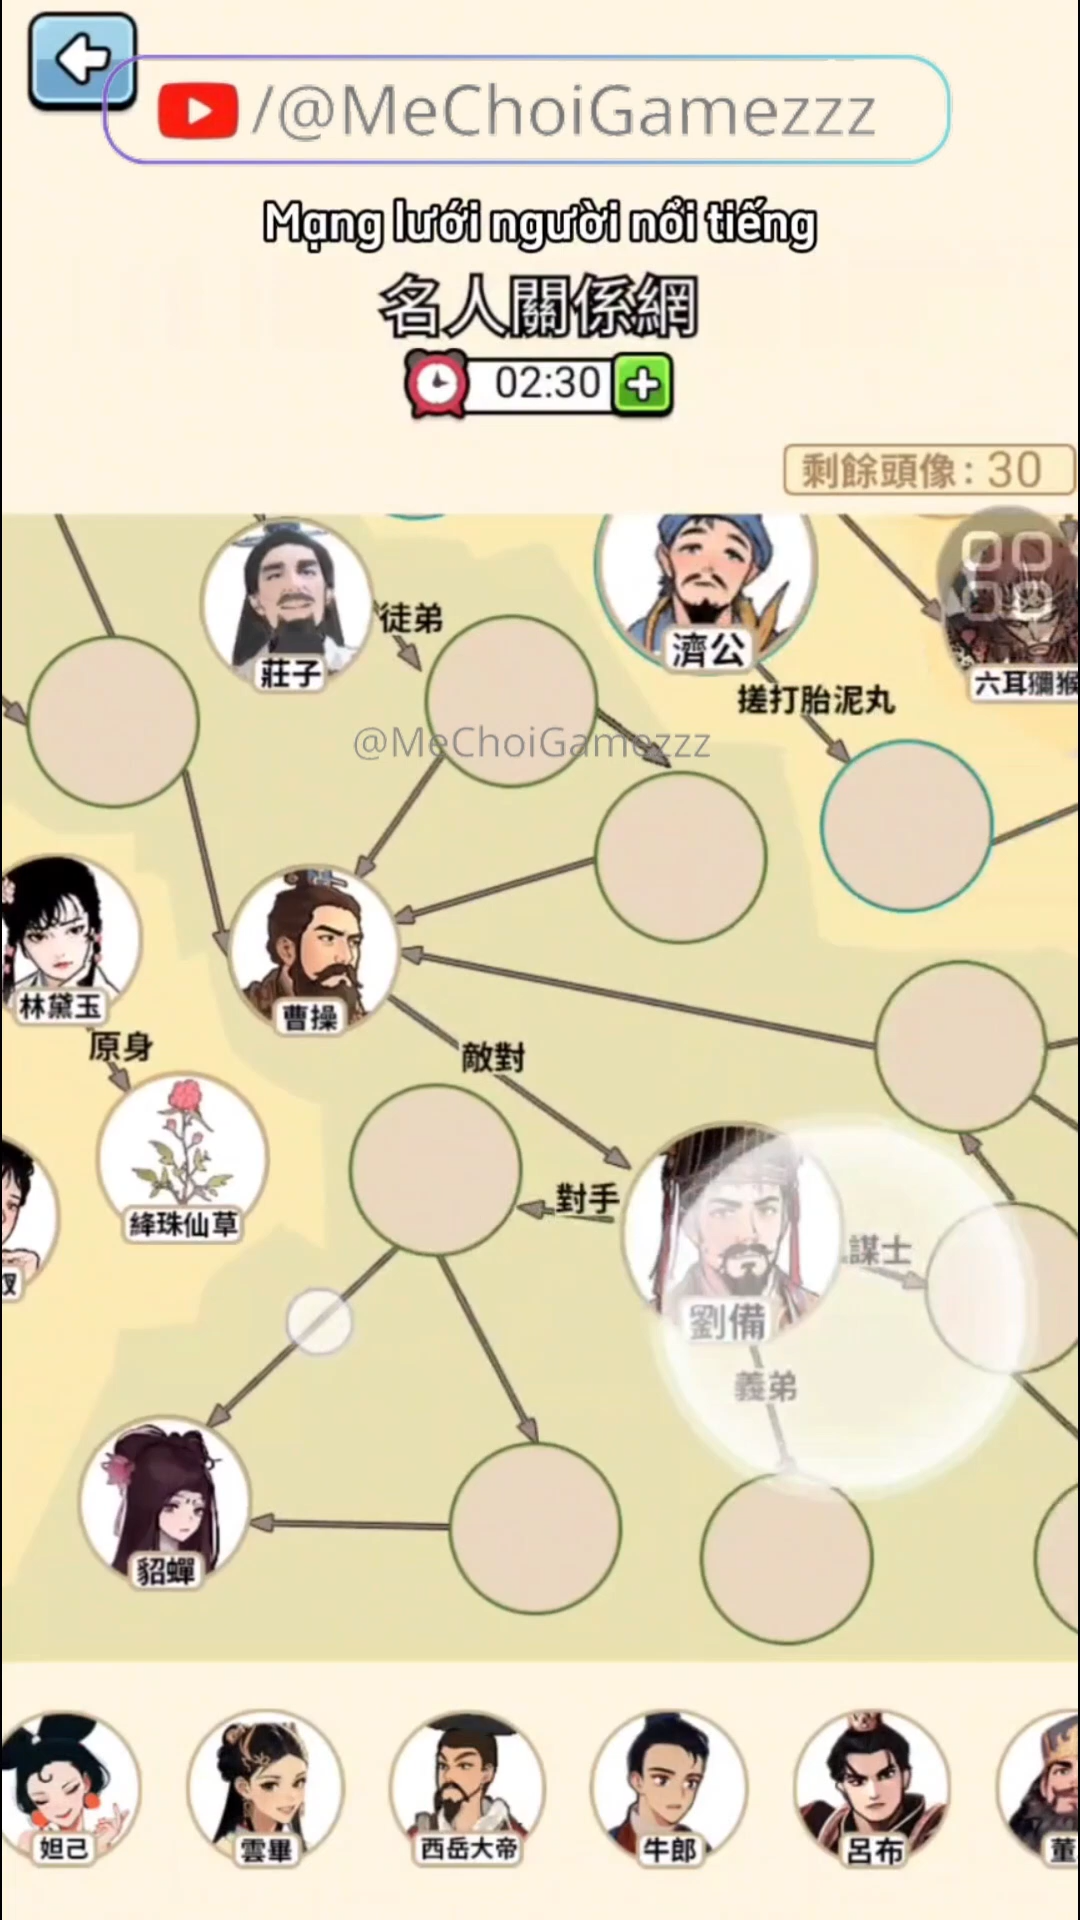 /@MeChoiGamezzz
Mạng lưới người nổi tiếng
名人關係網
02:30
剩餘頭像:30
莊子
徒弟
濟公
六耳獼猴
搓打胎泥丸
@MeChoiGamezzz
林黛玉
曹操
原身
敵對
絳珠仙草
對手
謀士
劉備
義弟
貂蟬
妲己
雲畢
西岳大帝
牛郎
呂布
董